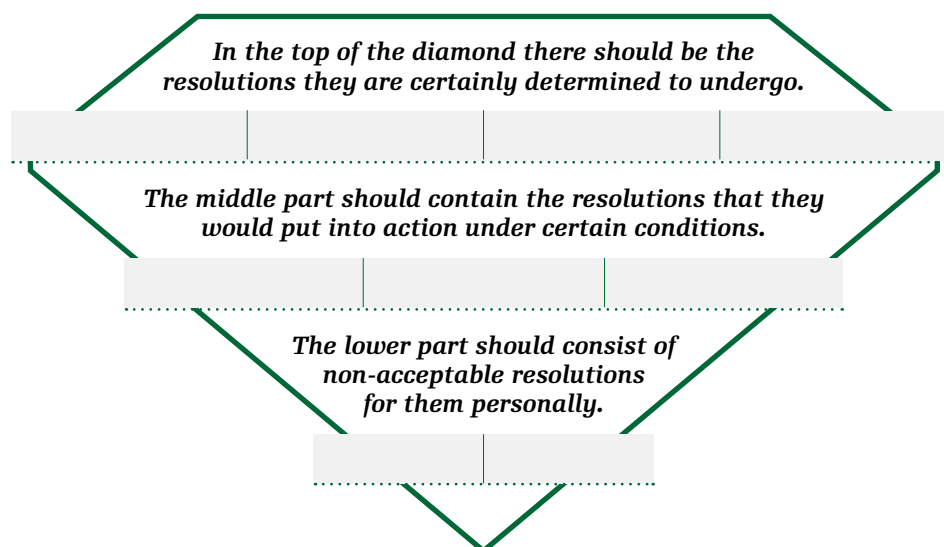 In the top of the diamond there should be the
resolutions they are certainly determined to undergo.
The middle part should contain the resolutions that they
would put into action under certain conditions.
The lower part should consist of
non-acceptable resolutions
for them personally.